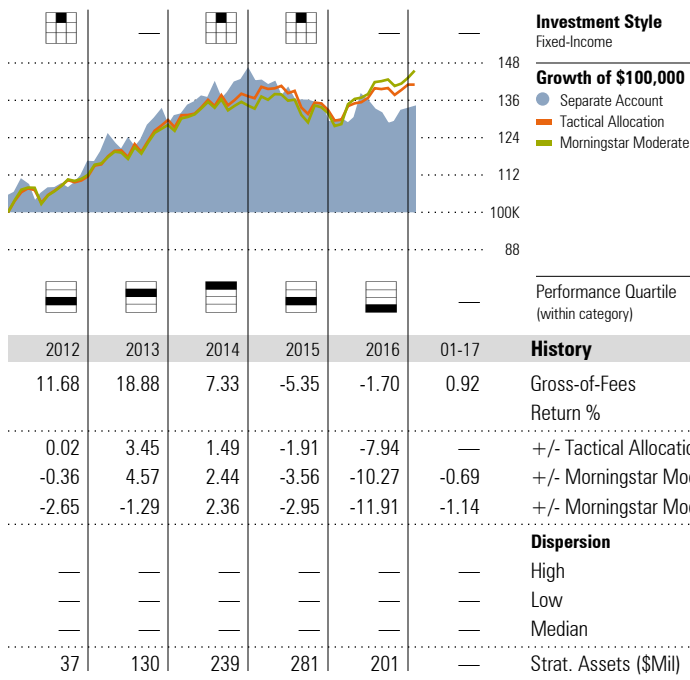 Investment Style
Fixed-Income
Growth of $100,000
Separate Account
Tactical Allocation
Morningstar Moderate
148
136
124
112
100K
88
Performance Quartile
(within category)
2012 2013 2014 2015 2016 01-17 History
11.68 18.88 7.33 -5.35 -1.70 0.92 Gross-of-Fees
Return %
0.02 3.45 1.49 -1.91 -7.94 — +/- Tactical Allocatio
-0.36 4.57 2.44 -3.56 -10.27 -0.69 +/- Morningstar Mod
-2.65 -1.29 2.36 -2.95 -11.91 -1.14 +/- Morningstar Mod
Dispersion
— — — — — — High
— — — — — — Low
— — — — — — Median
37 130 239 281 201 — Strat. Assets ($Mil)